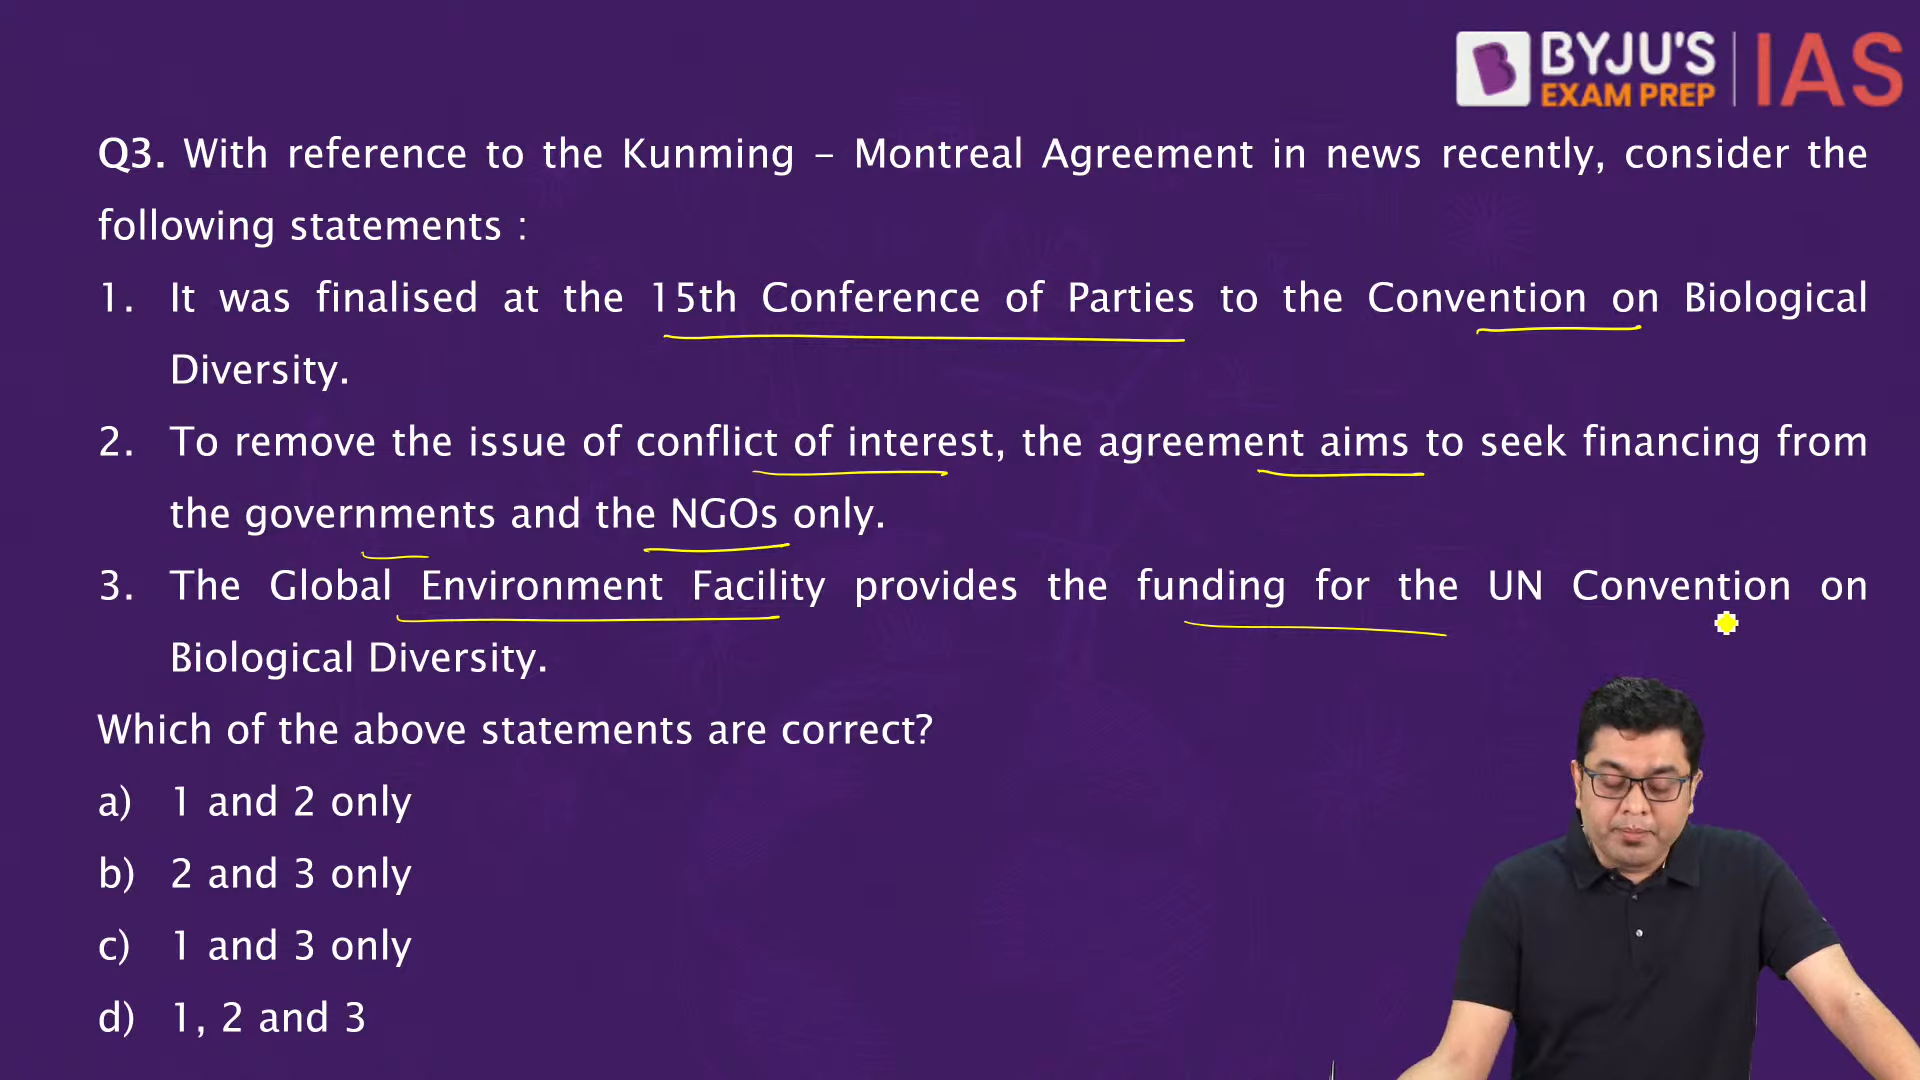 BYJU'S
EXAM PREP
IAS
Q3. With reference to the Kunming – Montreal Agreement in news recently, consider the
following statements :
1. It was finalised at the 15th Conference of Parties to the Convention on Biological
Diversity.
2. To remove the issue of conflict of interest, the agreement aims to seek financing from
the governments and the NGOs only.
3. The Global Environment Facility provides the funding for the UN Convention on
Biological Diversity.
Which of the above statements are correct?
a) 1 and 2 only
b) 2 and 3 only
c) 1 and 3 only
d) 1, 2 and 3